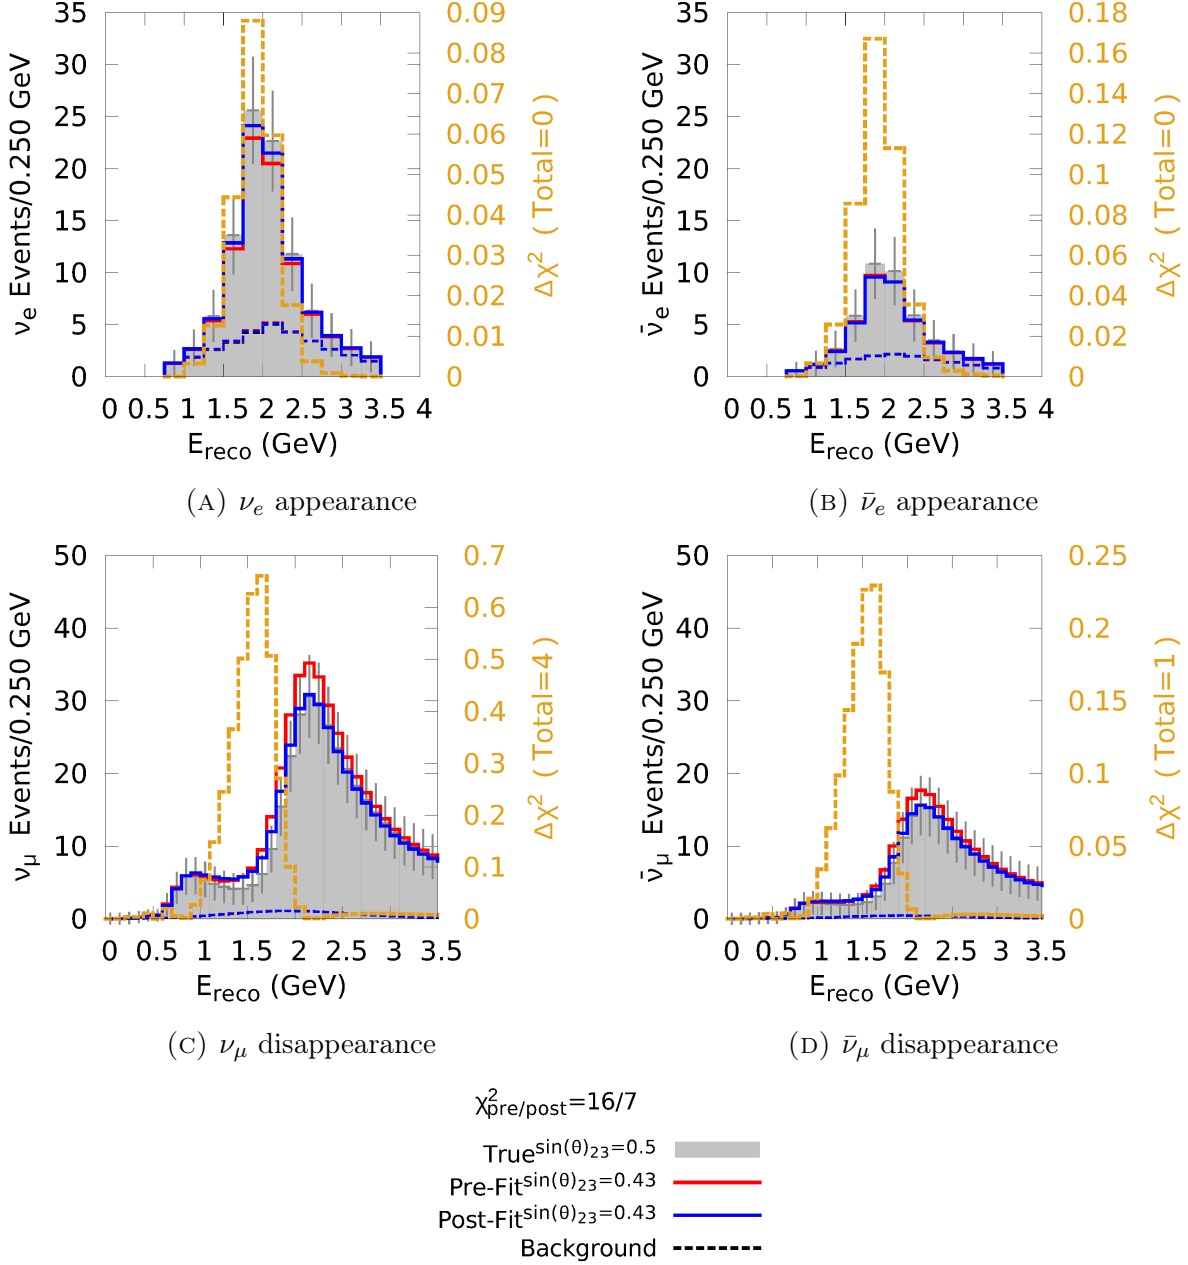 35
30
25
20
15
10
5
0
νe Events/0.250 GeV
0.09
0.08
0.07
0.06
0.05
0.04
0.03
0.02
0.01
0
Δχ² ( Total=0 )
0 0.5 1 1.5 2 2.5 3 3.5 4
Ereco (GeV)
(A) νe appearance
35
30
25
20
15
10
5
0
ν̄e Events/0.250 GeV
0.18
0.16
0.14
0.12
0.1
0.08
0.06
0.04
0.02
0
Δχ² ( Total=0 )
0 0.5 1 1.5 2 2.5 3 3.5 4
Ereco (GeV)
(B) ν̄e appearance
50
40
30
20
10
0
νμ Events/0.250 GeV
0.7
0.6
0.5
0.4
0.3
0.2
0.1
0
Δχ² ( Total=4 )
0 0.5 1 1.5 2 2.5 3 3.5
Ereco (GeV)
(C) νμ disappearance
50
40
30
20
10
0
ν̄μ Events/0.250 GeV
0.25
0.2
0.15
0.1
0.05
0
Δχ² ( Total=1 )
0 0.5 1 1.5 2 2.5 3 3.5
Ereco (GeV)
(D) ν̄μ disappearance
χ²pre/post=16/7
True sin(θ)23=0.5
Pre-Fit sin(θ)23=0.43
Post-Fit sin(θ)23=0.43
Background